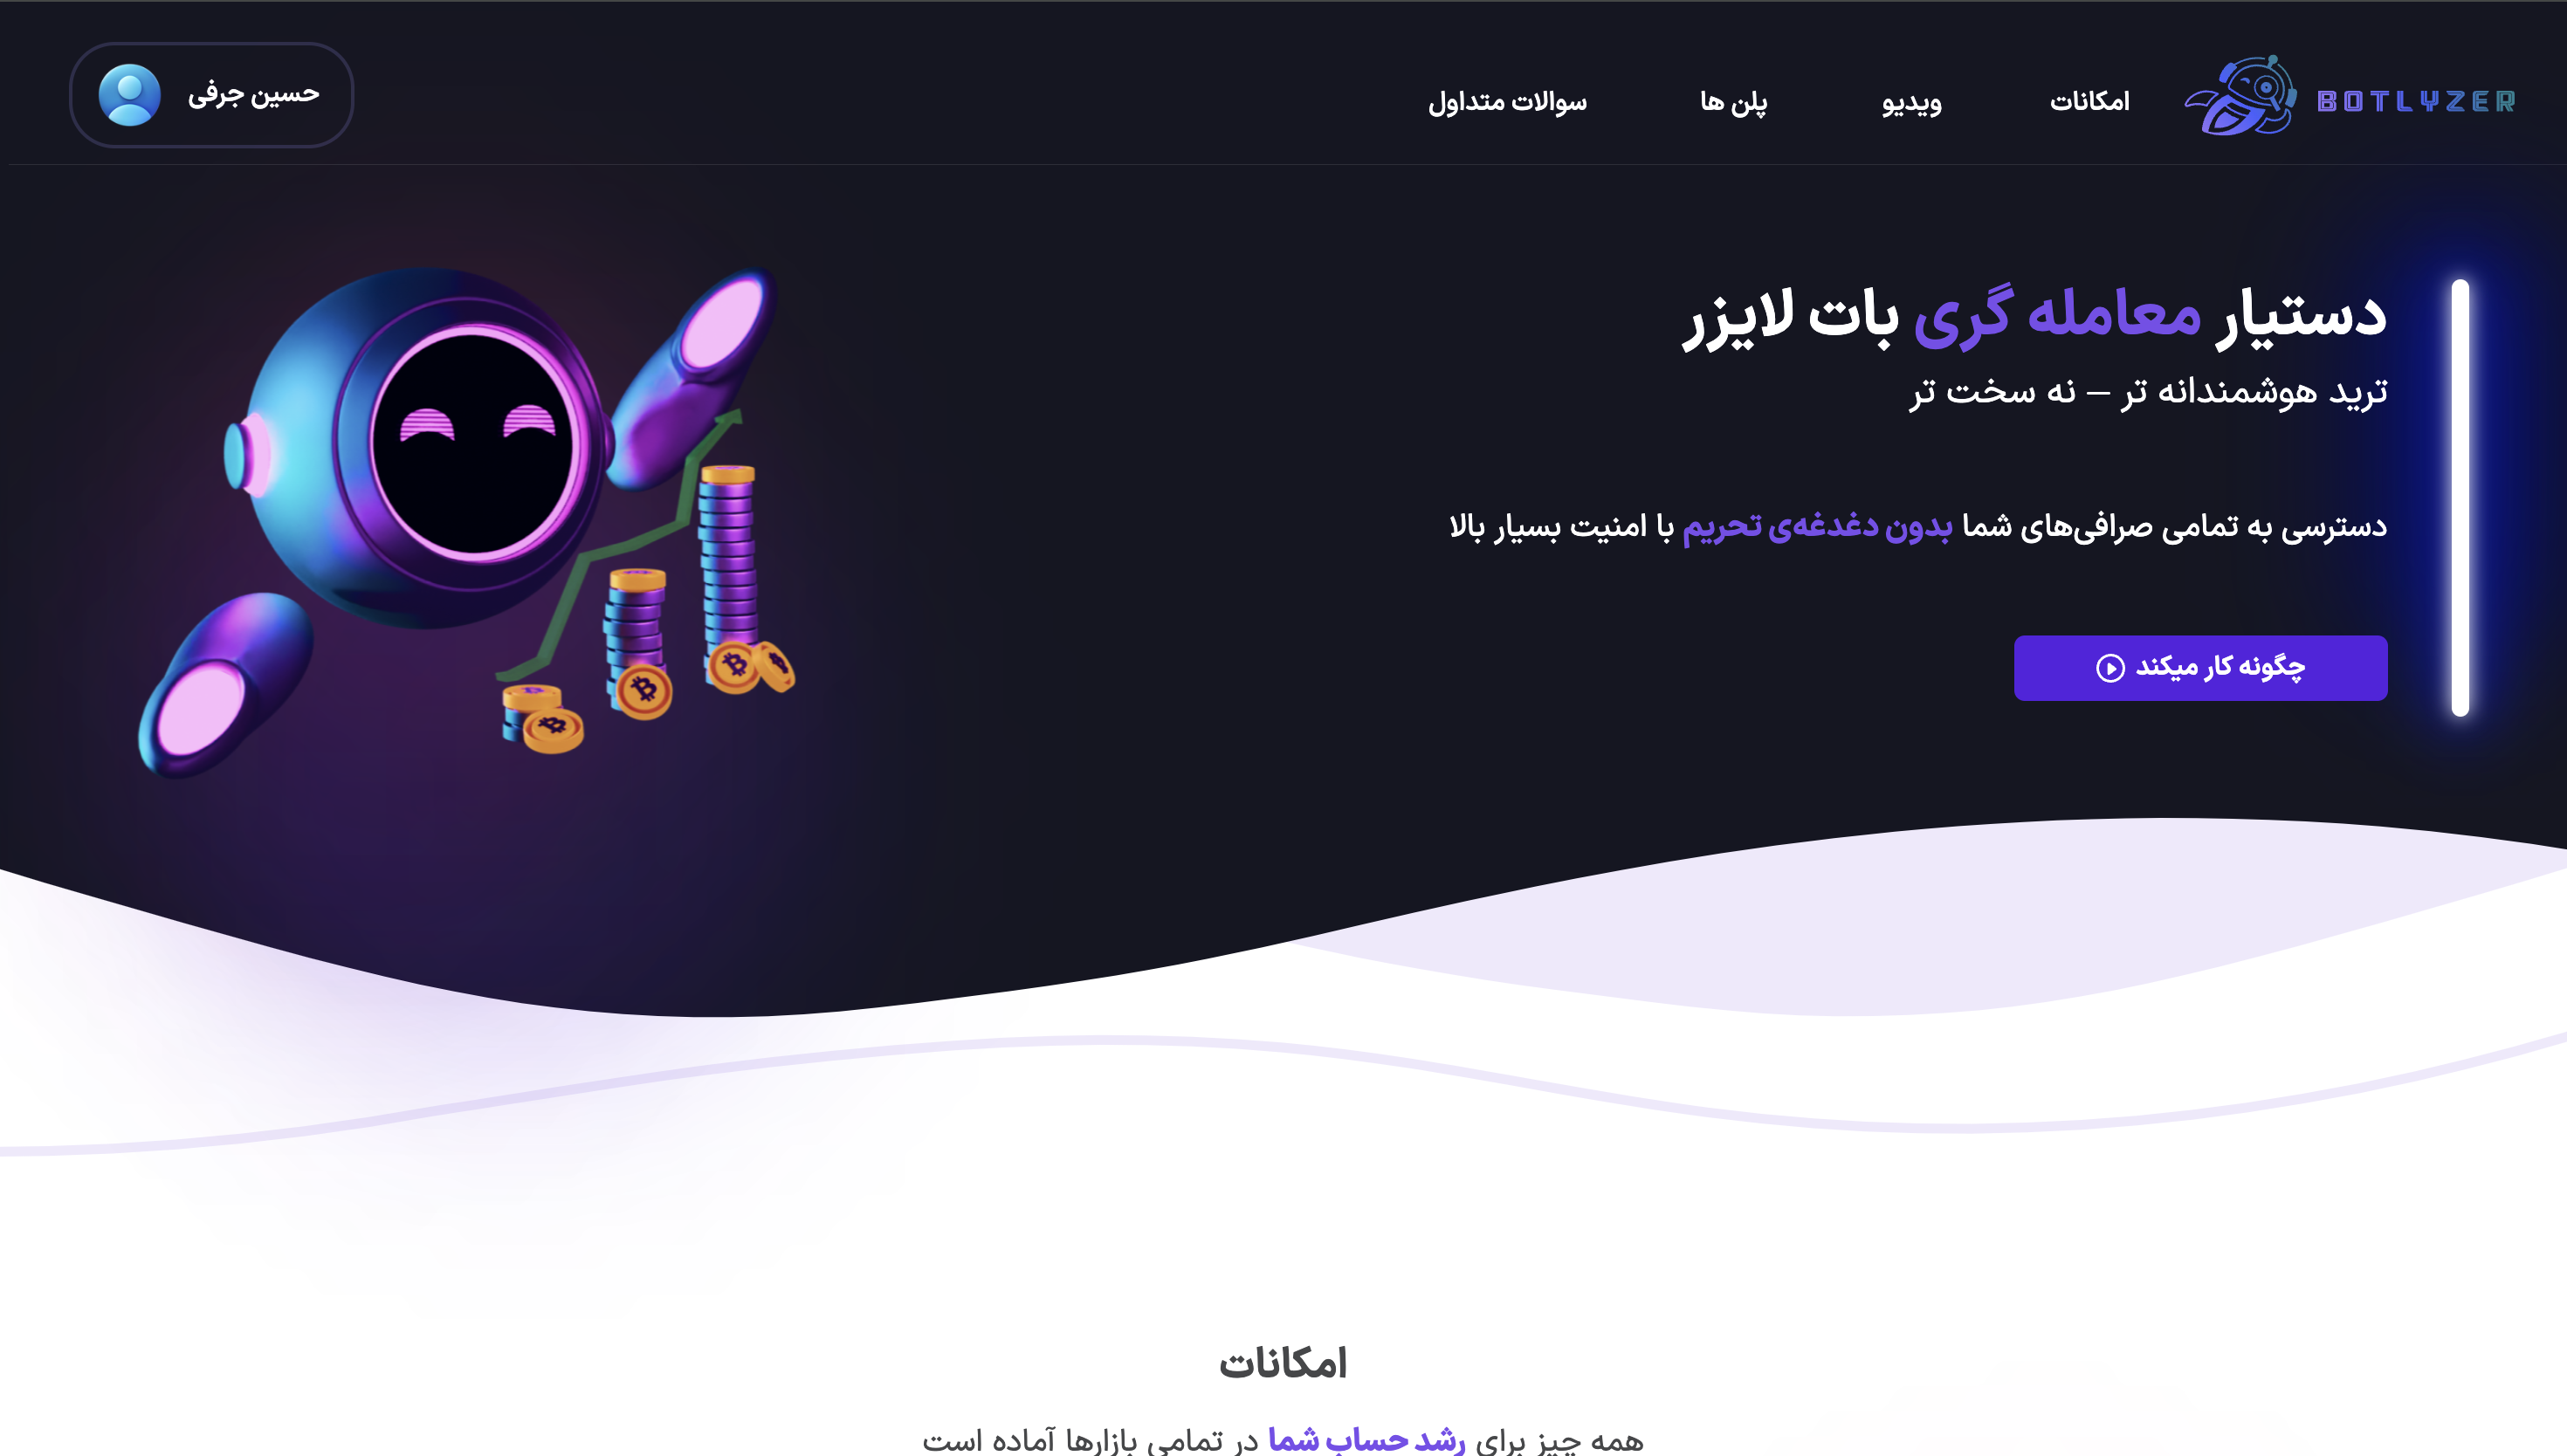 BOTLYZER
امکانات
ویدیو
پلن ها
سوالات متداول
حسین جرفی
دستیار معامله گری بات لایزر
ترید هوشمندانه تر – نه سخت تر
دسترسی به تمامی صرافی‌های شما بدون دغدغه‌ی تحریم با امنیت بسیار بالا
چگونه کار میکند
امکانات
همه چیز برای رشد حساب شما در تمامی بازارها آماده است